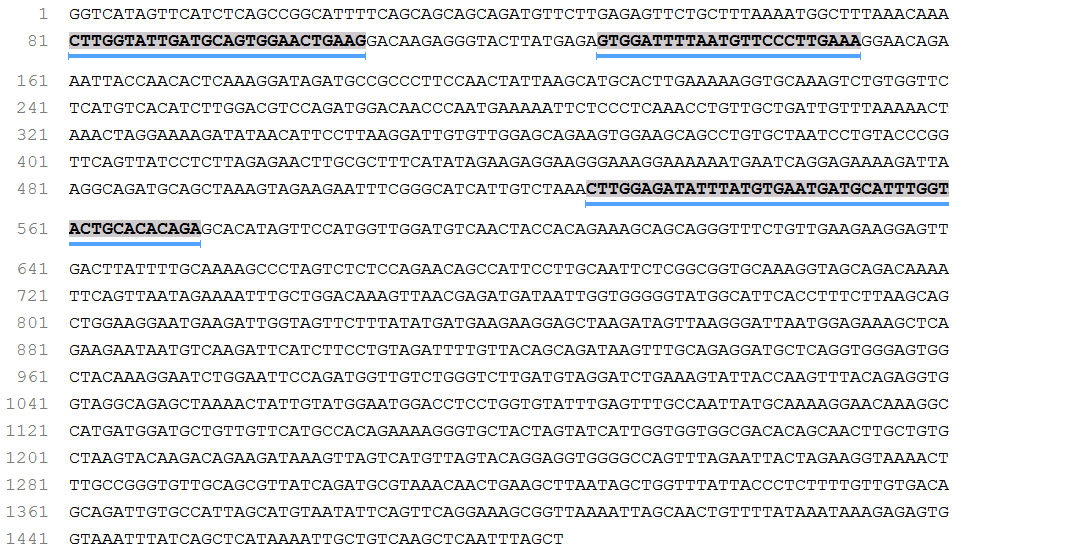 1 GGTCATAGTTCATCTCAGCCGGCATTTTCAGCAGCAGCAGATGTTCTTGAGAGTTCTGCTTTAAAATGGCTTTAAACAAA
81 CTTGGTATTGATGCAGTGGAACTGAAGGACAAGAGGGTACTTATGAGAGTGGATTTTAATGTTCCCTTGAAAGGAACAGA
161 AATTACCAACACTCAAAGGATAGATGCCGCCCTTCCAACTATTAAGCATGCACTTGAAAAAGGTGCAAAGTCTGTGGTTC
241 TCATGTCACATCTTGGACGTCCAGATGGACAACCCAATGAAAAATTCTCCCTCAAACCTGTTGCTGATTGTTTAAAAACT
321 AAACTAGGAAAAGATATAACATTCCTTAAGGATTGTGTTGGAGCAGAAGTGGAAGCAGCCTGTGCTAATCCTGTACCCGG
401 TTCAGTTATCCTCTTAGAGAACTTGCGCTTTCATATAGAAGAGGAAGGGAAAGGAAAAAATGAATCAGGAGAAAAGATTA
481 AGGCAGATGCAGCTAAAGTAGAAGAATTTCGGGCATCATTGTCTAAACTTGGAGATATTTATGTGAATGATGCATTTGGT
561 ACTGCACACAGAGCACATAGTTCCATGGTTGGATGTCAACTACCACAGAAAGCAGCAGGGTTTCTGTTGAAGAAGGAGTT
641 GACTTATTTTGCAAAAGCCCTAGTCTCTCCAGAACAGCCATTCCTTGCAATTCTCGGCGGTGCAAAGGTAGCAGACAAAA
721 TTCAGTTAATAGAAAATTTGCTGGACAAAGTTAACGAGATGATAATTGGTGGGGGTATGGCATTCACCTTTCTTAAGCAG
801 CTGGAAGGAATGAAGATTGGTAGTTCTTTATATGATGAAGAAGGAGCTAAGATAGTTAAGGGATTAATGGAGAAAGCTCA
881 GAAGAATAATGTCAAGATTCATCTTCCTGTAGATTTTGTTACAGCAGATAAGTTTGCAGAGGATGCTCAGGTGGGAGTGG
961 CTACAAAGGAATCTGGAATTCCAGATGGTTGTCTGGGTCTTGATGTAGGATCTGAAAGTATTACCAAGTTTACAGAGGTG
1041 GTAGGCAGAGCTAAAACTATTGTATGGAATGGACCTCCTGGTGTATTTGAGTTTGCCAATTATGCAAAAGGAACAAAGGC
1121 CATGATGGATGCTGTTGTTCATGCCACAGAAAAGGGTGCTACTAGTATCATTGGTGGTGGCGACACAGCAACTTGCTGTG
1201 CTAAGTACAAGACAGAAGATAAAGTTAGTCATGTTAGTACAGGAGGTGGGGCCAGTTTAGAATTACTAGAAGGTAAAACT
1281 TTGCCGGGTGTTGCAGCGTTATCAGATGCGTAAACAACTGAAGCTTAATAGCTGGTTTATTACCCTCTTTTGTTGTGACA
1361 GCAGATTGTGCCATTAGCATGTAATATTCAGTTCAGGAAAGCGGTTAAAATTAGCAACTGTTTTATAAATAAAGAGAGTG
1441 GTAAATTTATCAGCTCATAAAATTGCTGTCAAGCTCAATTTAGCT